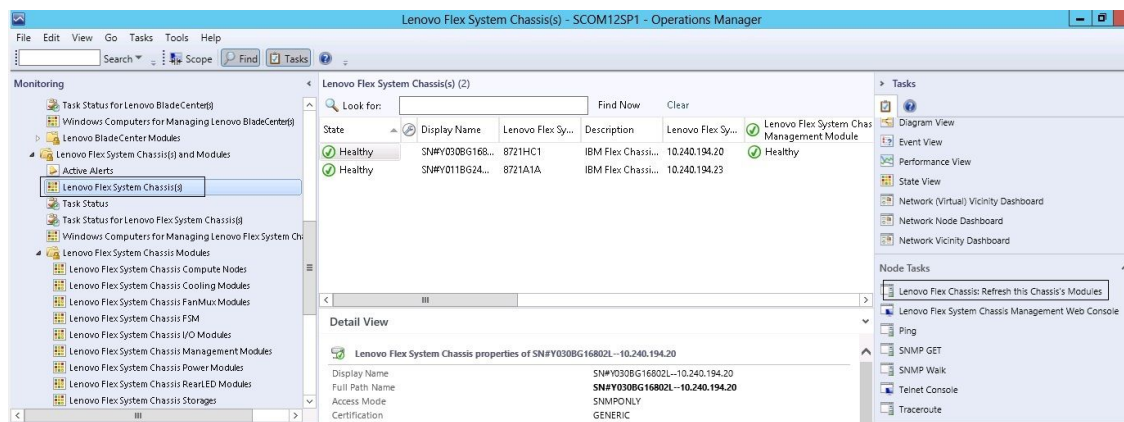 Lenovo Flex System Chassis(s) - SCOM12SP1 - Operations Manager
File Edit View Go Tasks Tools Help
Search Scope Find Tasks
Monitoring
Task Status for Lenovo BladeCenter(s)
Windows Computers for Managing Lenovo BladeCenter(s)
Lenovo BladeCenter Modules
Lenovo Flex System Chassis(s) and Modules
Active Alerts
Lenovo Flex System Chassis(s)
Task Status
Task Status for Lenovo Flex System Chassis(s)
Windows Computers for Managing Lenovo Flex System Ch
Lenovo Flex System Chassis Modules
Lenovo Flex System Chassis Compute Nodes
Lenovo Flex System Chassis Cooling Modules
Lenovo Flex System Chassis FanMux Modules
Lenovo Flex System Chassis FSM
Lenovo Flex System Chassis I/O Modules
Lenovo Flex System Chassis Management Modules
Lenovo Flex System Chassis Power Modules
Lenovo Flex System Chassis RearLED Modules
Lenovo Flex System Chassis Storages
Lenovo Flex System Chassis(s) (2)
Look for: Find Now Clear
State Display Name Lenovo Flex Sy... Description Lenovo Flex Sy... Lenovo Flex System Chas
Management Module
Healthy SN#Y030BG168... 8721HC1 IBM Flex Chassi... 10.240.194.20 Healthy
Healthy SN#Y011BG24... 8721A1A IBM Flex Chassi... 10.240.194.23
Detail View
Lenovo Flex System Chassis properties of SN#Y030BG16802L--10.240.194.20
Display Name SN#Y030BG16802L--10.240.194.20
Full Path Name SN#Y030BG16802L--10.240.194.20
Access Mode SNMPONLY
Certification GENERIC
Tasks
Diagram View
Event View
Performance View
State View
Network (Virtual) Vicinity Dashboard
Network Node Dashboard
Network Vicinity Dashboard
Node Tasks
Lenovo Flex Chassis: Refresh this Chassis's Modules
Lenovo Flex System Chassis Management Web Console
Ping
SNMP GET
SNMP Walk
Telnet Console
Traceroute